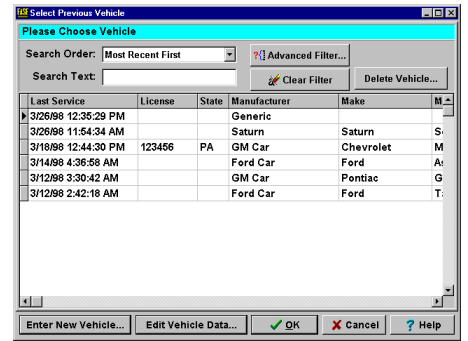 Select Previous Vehicle
Please Choose Vehicle
Search Order: Most Recent First
?{} Advanced Filter...
Search Text:
Clear Filter
Delete Vehicle...
Last Service License State Manufacturer Make M
3/26/98 12:35:29 PM Generic
3/26/98 11:54:34 AM Saturn Saturn S
3/18/98 12:44:30 PM 123456 PA GM Car Chevrolet M
3/14/98 4:36:58 AM Ford Car Ford A
3/12/98 3:30:42 AM GM Car Pontiac G
3/12/98 2:42:18 AM Ford Car Ford T
Enter New Vehicle... Edit Vehicle Data... OK Cancel ? Help